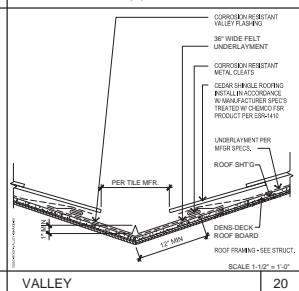 CORROSION RESISTANT
VALLEY FLASHING
36" WIDE FELT
UNDERLAYMENT
CORROSION RESISTANT
METAL CLEATS
CEDAR SHINGLE ROOFING
INSTALL IN ACCORDANCE
W/ MANUFACTURER SPEC'S
TREATED W/ CHEMCO FSR
PRODUCT PER ESR-1410
UNDERLAYMENT PER
MFGR SPECS.
PER TILE MFR.
ROOF SHT'G
1" MIN
12" MIN
DENS-DECK
ROOF BOARD
ROOF FRAMING - SEE STRUCT.
SCALE 1-1/2" = 1'-0"
VALLEY
20